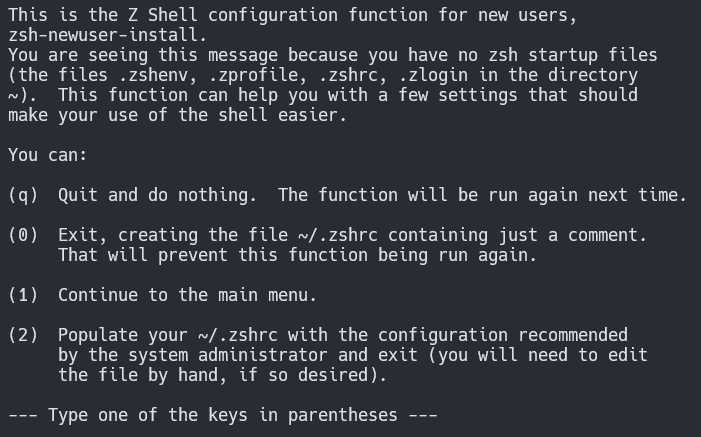 This is the Z Shell configuration function for new users,
zsh-newuser-install.
You are seeing this message because you have no zsh startup files
(the files .zshenv, .zprofile, .zshrc, .zlogin in the directory
~).  This function can help you with a few settings that should
make your use of the shell easier.

You can:

(q)  Quit and do nothing.  The function will be run again next time.

(0)  Exit, creating the file ~/.zshrc containing just a comment.
     That will prevent this function being run again.

(1)  Continue to the main menu.

(2)  Populate your ~/.zshrc with the configuration recommended
     by the system administrator and exit (you will need to edit
     the file by hand, if so desired).

--- Type one of the keys in parentheses ---